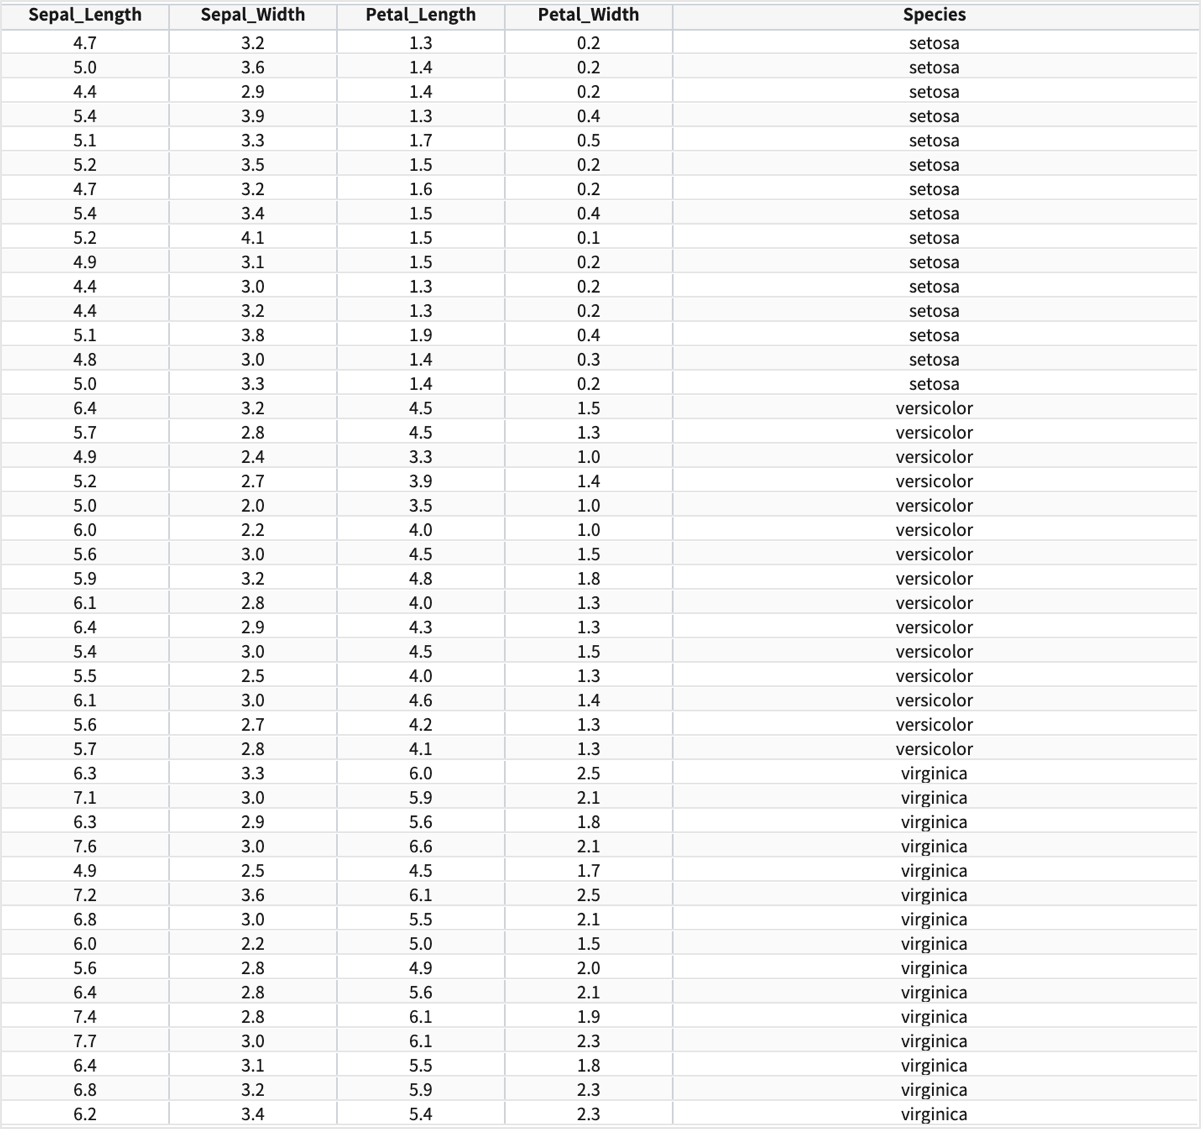 Sepal_Length Sepal_Width Petal_Length Petal_Width Species
4.7 3.2 1.3 0.2 setosa
5.0 3.6 1.4 0.2 setosa
4.4 2.9 1.4 0.2 setosa
5.4 3.9 1.3 0.4 setosa
5.1 3.3 1.7 0.5 setosa
5.2 3.5 1.5 0.2 setosa
4.7 3.2 1.6 0.2 setosa
5.4 3.4 1.5 0.4 setosa
5.2 4.1 1.5 0.1 setosa
4.9 3.1 1.5 0.2 setosa
4.4 3.0 1.3 0.2 setosa
4.4 3.2 1.3 0.2 setosa
5.1 3.8 1.9 0.4 setosa
4.8 3.0 1.4 0.3 setosa
5.0 3.3 1.4 0.2 setosa
6.4 3.2 4.5 1.5 versicolor
5.7 2.8 4.5 1.3 versicolor
4.9 2.4 3.3 1.0 versicolor
5.2 2.7 3.9 1.4 versicolor
5.0 2.0 3.5 1.0 versicolor
6.0 2.2 4.0 1.0 versicolor
5.6 3.0 4.5 1.5 versicolor
5.9 3.2 4.8 1.8 versicolor
6.1 2.8 4.0 1.3 versicolor
6.4 2.9 4.3 1.3 versicolor
5.4 3.0 4.5 1.5 versicolor
5.5 2.5 4.0 1.3 versicolor
6.1 3.0 4.6 1.4 versicolor
5.6 2.7 4.2 1.3 versicolor
5.7 2.8 4.1 1.3 versicolor
6.3 3.3 6.0 2.5 virginica
7.1 3.0 5.9 2.1 virginica
6.3 2.9 5.6 1.8 virginica
7.6 3.0 6.6 2.1 virginica
4.9 2.5 4.5 1.7 virginica
7.2 3.6 6.1 2.5 virginica
6.8 3.0 5.5 2.1 virginica
6.0 2.2 5.0 1.5 virginica
5.6 2.8 4.9 2.0 virginica
6.4 2.8 5.6 2.1 virginica
7.4 2.8 6.1 1.9 virginica
7.7 3.0 6.1 2.3 virginica
6.4 3.1 5.5 1.8 virginica
6.8 3.2 5.9 2.3 virginica
6.2 3.4 5.4 2.3 virginica